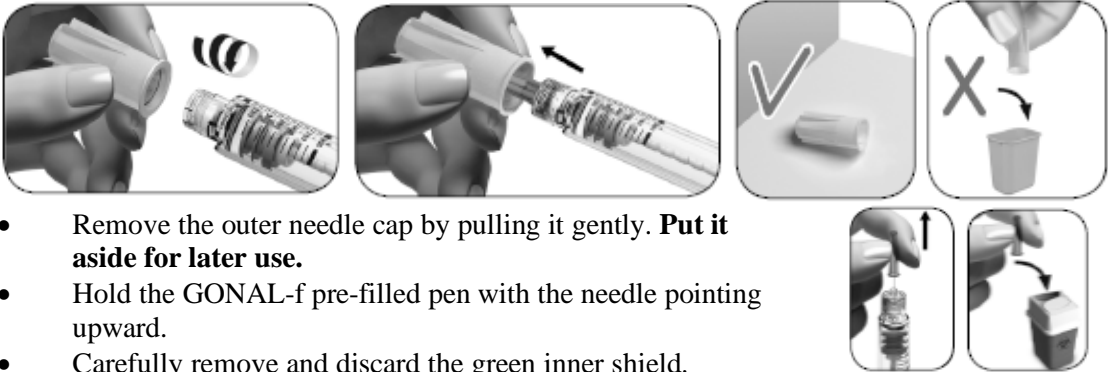 • Remove the outer needle cap by pulling it gently. Put it
aside for later use.
• Hold the GONAL-f pre-filled pen with the needle pointing
upward.
• Carefully remove and discard the green inner shield.